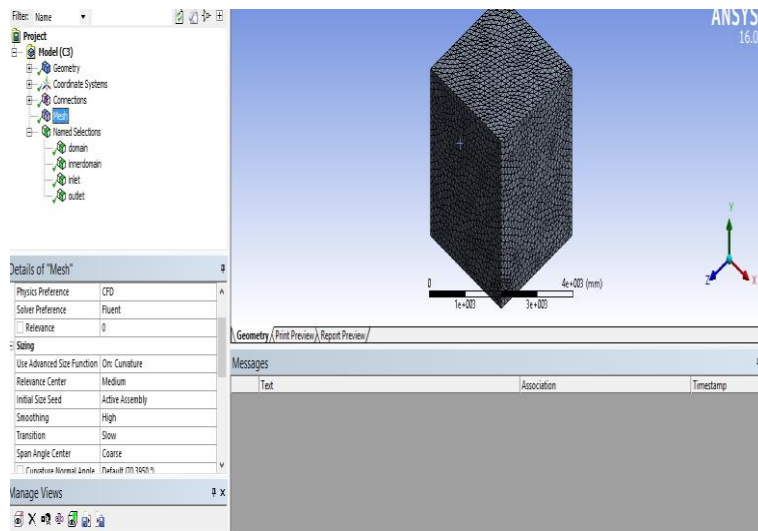 Filter: Name
Project
Model (C3)
Geometry
Coordinate Systems
Connections
Mesh
Named Selections
domain
innerdomain
inlet
outlet
ANSYS
16.0
Y
Z X
0 4e+003 (mm)
1e+003 3e+003
Geometry Print Preview Report Preview
Details of "Mesh"
Physics Preference CFD
Solver Preference Fluent
Relevance 0
Sizing
Use Advanced Size Function On: Curvature
Relevance Center Medium
Initial Size Seed Active Assembly
Smoothing High
Transition Slow
Span Angle Center Coarse
Curvature Normal Angle Default (70.3950 °)
Messages
Text Association Timestamp
Manage Views